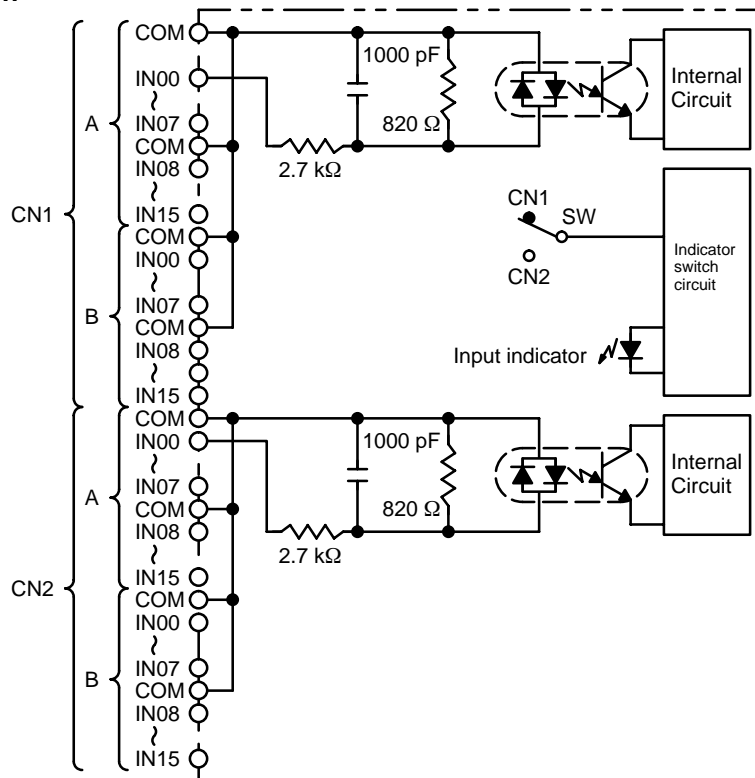 COM
1000 pF
Internal
Circuit
IN00
A
IN07
820 Ω
COM
2.7 kΩ
IN08
CN1
CN1
SW
IN15
COM
IN00
CN2
Indicator
switch
circuit
B
IN07
COM
IN08
Input indicator
IN15
COM
1000 pF
IN00
Internal
Circuit
A
IN07
COM
820 Ω
IN08
2.7 kΩ
IN15
CN2
COM
IN00
B
IN07
COM
IN08
IN15